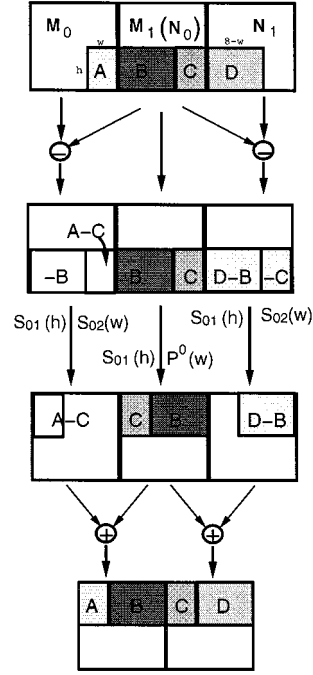 M0 M1(N0) N1
w 8-w
h A B C D
A-C
-B -B C D-B -C
S01(h) S02(w) S01(h) S02(w)
S01(h) P0(w)
A-C C B D-B
+ +
A B C D